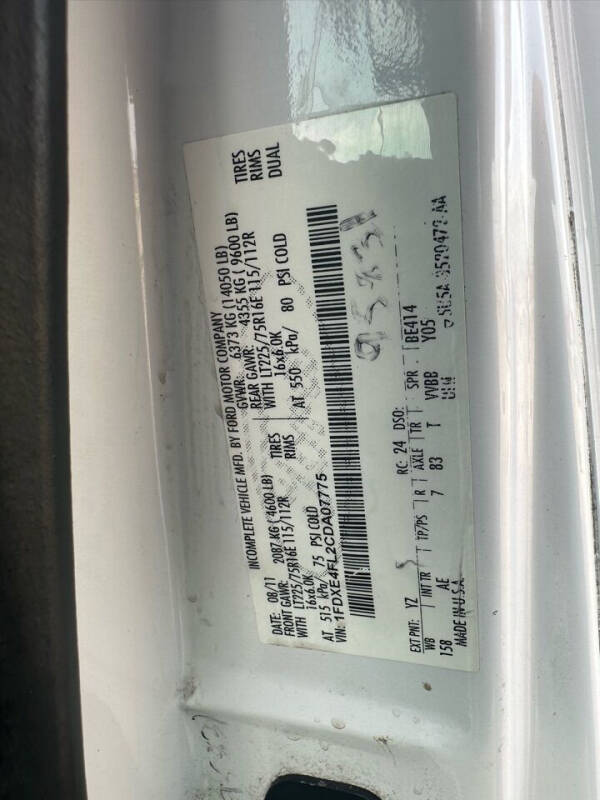 INCOMPLETE VEHICLE MFD. BY FORD MOTOR COMPANY
DATE: 08/11 GVWR: 6373 KG (14050 LB)
FRONT GAWR: 2087 KG (4600 LB) REAR GAWR: 4355 KG (9600 LB)
WITH LT225/75R16E 115/112R TIRES WITH LT225/75R16E 115/112R TIRES
16x6.0K RIMS 16x6.0K RIMS
AT 515 kPa/ 75 PSI COLD AT 550 kPa/ 80 PSI COLD DUAL
VIN: 1FDXE4FL2CDA07775
EXT PNT: YZ RC: 24 DSO:
WB INT TR TP/PS R AXLE TR SPR
158 AE 7 83 T VVBB BE414
MADE IN U.S.A. Y05